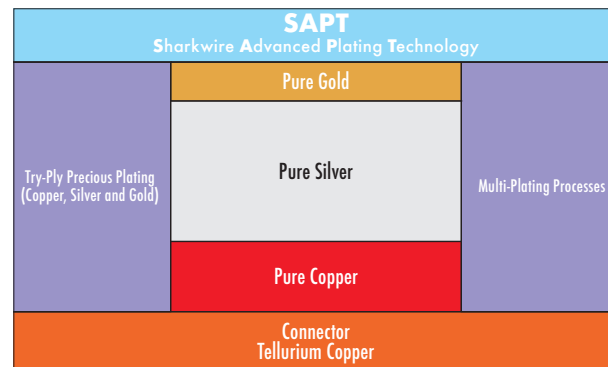 SAPT
Sharkwire Advanced Plating Technology
Pure Gold
Try-Ply Precious Plating
(Copper, Silver and Gold)
Pure Silver
Multi-Plating Processes
Pure Copper
Connector
Tellurium Copper